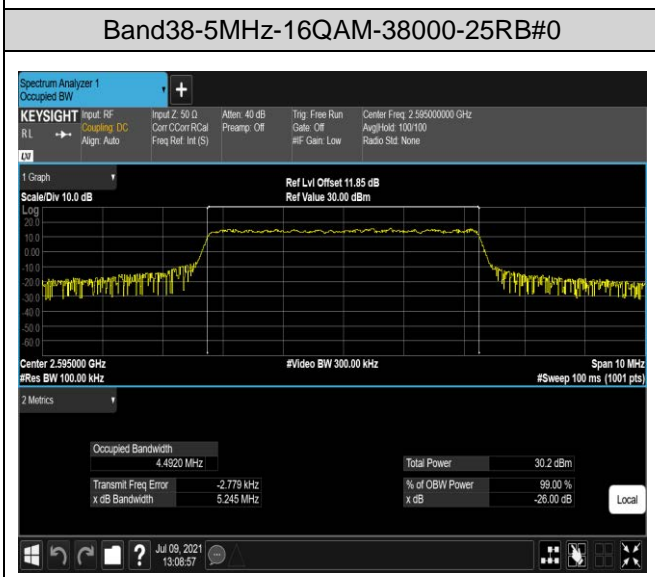 Band38-5MHz-16QAM-38000-25RB#0
Spectrum Analyzer 1
Occupied BW
KEYSIGHT Input: RF Input Z: 50 Ω Atten: 40 dB Trig: Free Run Center Freq: 2.595000000 GHz
R L Coupling: DC Corr CCorr RCal Preamp: Off Gate: Off Avg|Hold: 100/100
Align: Auto Freq Ref: Int (S) #IF Gain: Low Radio Std: None
LXI
1 Graph Ref Lvl Offset 11.85 dB
Scale/Div 10.0 dB Ref Value 30.00 dBm
Log
20.0
10.0
0.00
-10.0
-20.0
-30.0
-40.0
-50.0
-60.0
Center 2.595000 GHz #Video BW 300.00 kHz Span 10 MHz
#Res BW 100.00 kHz #Sweep 100 ms (1001 pts)
2 Metrics
Occupied Bandwidth
4.4920 MHz Total Power 30.2 dBm
Transmit Freq Error -2.779 kHz % of OBW Power 99.00 %
x dB Bandwidth 5.245 MHz x dB -26.00 dB
Local
Jul 09, 2021
13:08:57